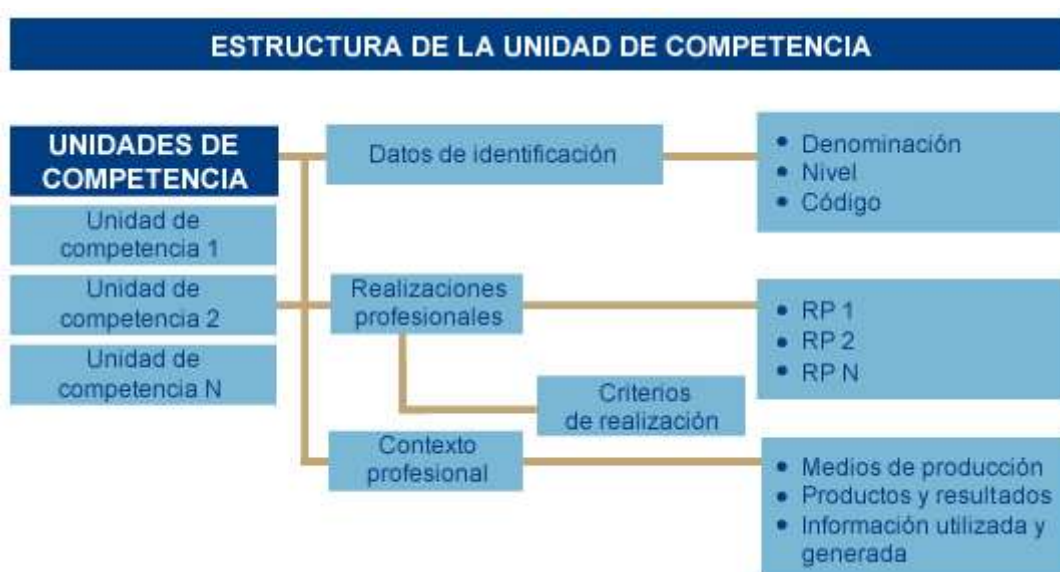 ESTRUCTURA DE LA UNIDAD DE COMPETENCIA
UNIDADES DE
COMPETENCIA
Unidad de
competencia 1
Unidad de
competencia 2
Unidad de
competencia N
Datos de identificación
• Denominación
• Nivel
• Código
Realizaciones
profesionales
• RP 1
• RP 2
• RP N
Criterios
de realización
Contexto
profesional
• Medios de producción
• Productos y resultados
• Información utilizada y
generada